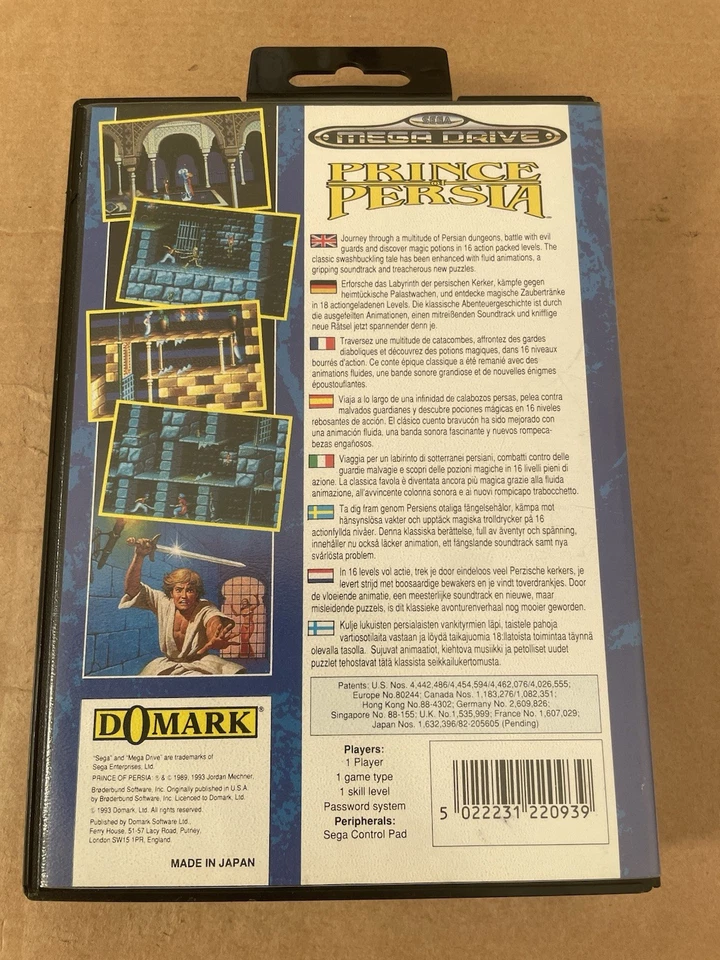 SEGA
MEGA DRIVE
PRINCE
OF
PERSIA
Journey through a multitude of Persian dungeons, battle with evil
guards and discover magic potions in 16 action packed levels. The
classic swashbuckling tale has been enhanced with fluid animations, a
gripping soundtrack and treacherous new puzzles.
Erforsche das Labyrinth der persischen Kerker, kämpfe gegen
heimtückische Palastwachen, und entdecke magische Zaubertränke
in 18 actiongeladenen Levels. Die klassische Abenteuergeschichte ist durch
die ausgefeilten Animationen, einen mitreißenden Soundtrack und knifflige
neue Rätsel jetzt spannender denn je.
Traversez une multitude de catacombes, affrontez des gardes
diaboliques et découvrez des potions magiques, dans 16 niveaux
bourrés d'action. Ce conte épique classique a été remanié avec des
animations fluides, une bande sonore grandiose et de nouvelles énigmes
époustouflantes.
Viaja a lo largo de una infinidad de calabozos persas, pelea contra
malvados guardianes y descubre pociones mágicas en 16 niveles
rebosantes de acción. El clásico cuento bravucón ha sido mejorado con
una animación fluida, una banda sonora fascinante y nuevos rompeca-
bezas engañosos.
Viaggia per un labirinto di sotterranei persiani, combatti contro delle
guardie malvagie e scopri delle pozioni magiche in 16 livelli pieni di
azione. La classica favola è diventata ancora più magica grazie alla fluida
animazione, all'avvincente colonna sonora e ai nuovi rompicapo trabocchetto.
Ta dig fram genom Persiens otaliga fängelsehålor, kämpa mot
hänsynslösa vakter och upptäck magiska trolldrycker på 16
actionfyllda nivåer. Denna klassiska berättelse, full av äventyr och spänning,
innehåller nu också läcker animation, ett fängslande soundtrack samt nya
svårlösta problem.
In 16 levels vol actie, trek je door eindeloos veel Perzische kerkers, je
levert strijd met boosaardige bewakers en je vindt toverdrankjes. Door
de vloeiende animatie, een meesterlijke soundtrack en nieuwe, maar
misleidende puzzels, is dit klassieke avonturenverhaal nog mooier geworden.
Kulje lukuisten persialaisten vankityrmien läpi, taistele pahoja
vartiosotilaita vastaan ja löydä taikajuomia 18:llatoista toimintaa täynnä
olevalla tasolla. Sujuvat animaatiot, kiehtova musiikki ja petolliset uudet
puzzlet tehostavat tätä klassista seikkailukertomusta.
Patents: U.S. Nos. 4,442,486/4,454,594/4,462,076/4,026,555;
Europe No.80244; Canada Nos. 1,183,276/1,082,351;
Hong Kong No.88-4302; Germany No. 2,609,826;
Singapore No. 88-155; U.K. No.1,535,999; France No. 1,607,029;
Japan Nos. 1,632,396/82-205605 (Pending)
Players:
1 Player
1 game type
1 skill level
Password system
Peripherals:
Sega Control Pad
5 022231 220939
DOMARK®
"Sega" and "Mega Drive" are trademarks of
Sega Enterprises, Ltd.
PRINCE OF PERSIA: ® & © 1989, 1993 Jordan Mechner.
Brøderbund Software, Inc. Originally published in U.S.A.
by Brøderbund Software, Inc. Licenced to Domark, Ltd.
© 1993 Domark, Ltd. All rights reserved.
Published by Domark Software Ltd.,
Ferry House, 51-57 Lacy Road, Putney,
London SW15 1PR, England.
MADE IN JAPAN